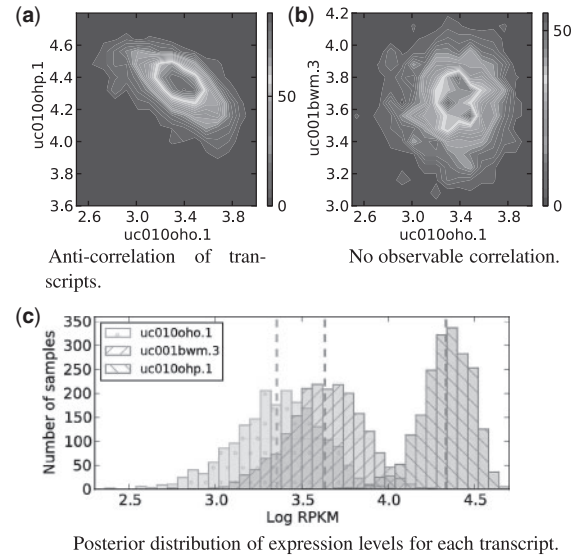 (a)
4.6
4.4
4.2
4.0
3.8
3.6
uc010ohp.1
2.6 3.0 3.4 3.8
uc010oho.1
50
0
Anti-correlation of tran-
scripts.
(b)
4.2
4.0
3.8
3.6
3.4
3.2
3.0
uc001bwm.3
2.6 3.0 3.4 3.8
uc010oho.1
50
0
No observable correlation.
(c)
350
300
250
200
150
100
50
0
Number of samples
uc010oho.1
uc001bwm.3
uc010ohp.1
2.5 3.0 3.5 4.0 4.5
Log RPKM
Posterior distribution of expression levels for each transcript.